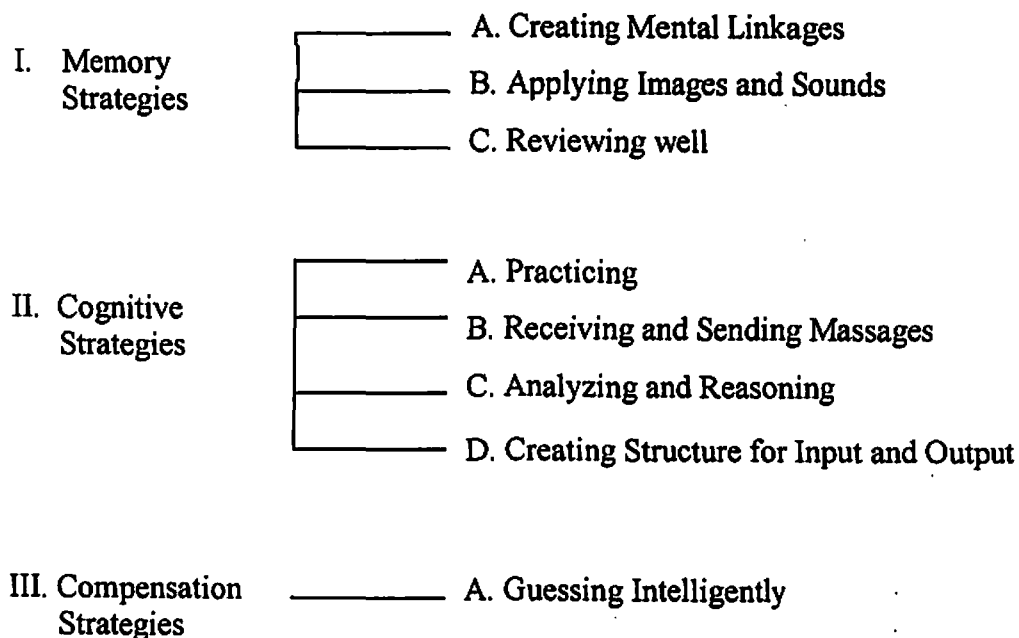 I. Memory
Strategies
A. Creating Mental Linkages
B. Applying Images and Sounds
C. Reviewing well
II. Cognitive
Strategies
A. Practicing
B. Receiving and Sending Massages
C. Analyzing and Reasoning
D. Creating Structure for Input and Output
III. Compensation
Strategies
A. Guessing Intelligently